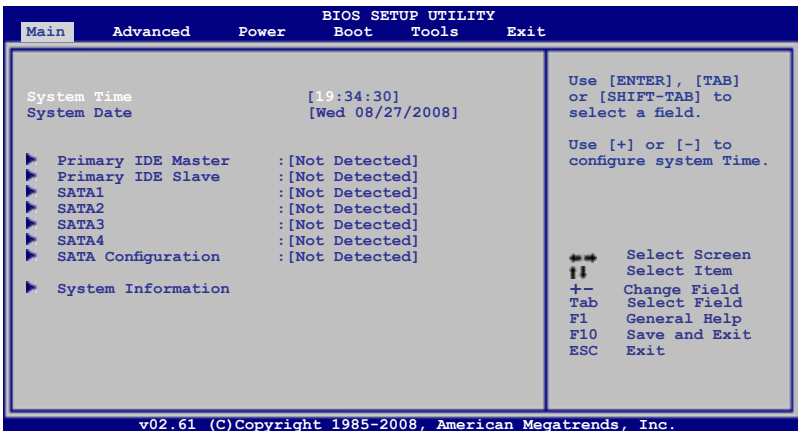 BIOS SETUP UTILITY
Main Advanced Power Boot Tools Exit
System Time [19:34:30]
System Date [Wed 08/27/2008]
Primary IDE Master :[Not Detected]
Primary IDE Slave :[Not Detected]
SATA1 :[Not Detected]
SATA2 :[Not Detected]
SATA3 :[Not Detected]
SATA4 :[Not Detected]
SATA Configuration :[Not Detected]
System Information
Use [ENTER], [TAB]
or [SHIFT-TAB] to
select a field.
Use [+] or [-] to
configure system Time.
Select Screen
Select Item
+- Change Field
Tab Select Field
F1 General Help
F10 Save and Exit
ESC Exit
v02.61 (C)Copyright 1985-2008, American Megatrends, Inc.